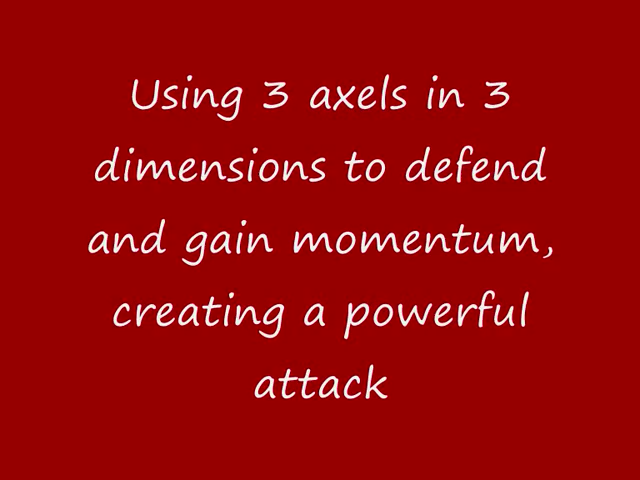 Using 3 axels in 3
dimensions to defend
and gain momentum,
creating a powerful
attack